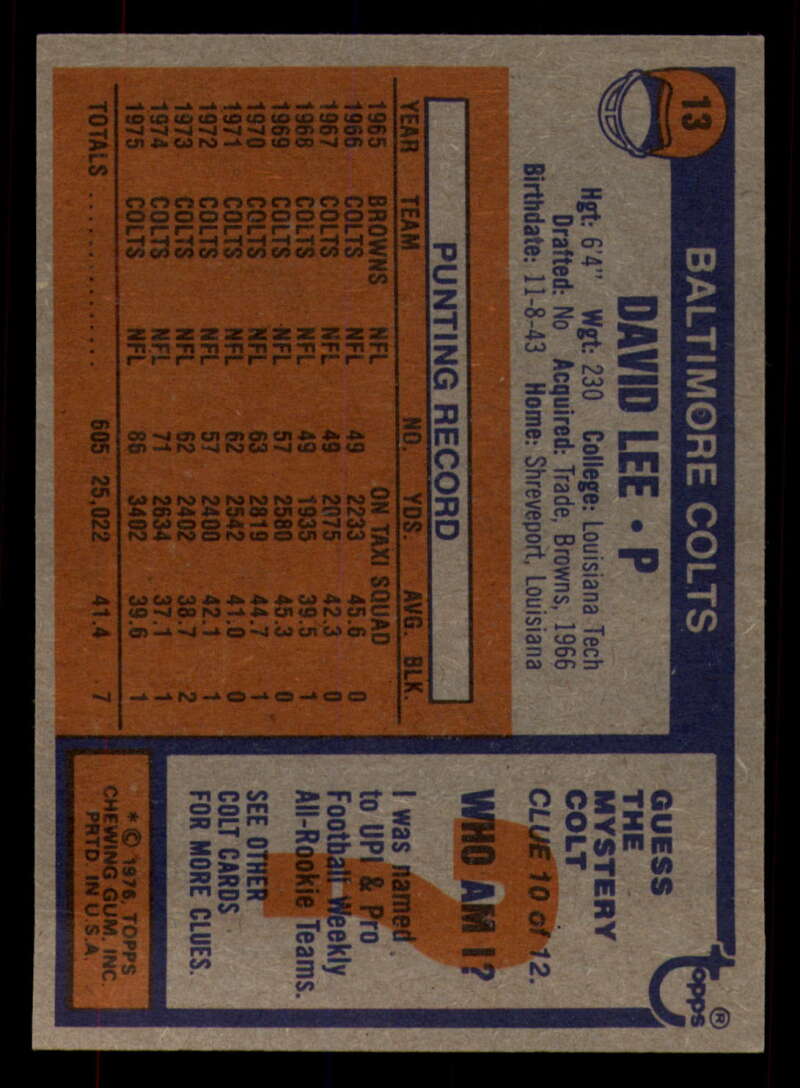 13
BALTIMORE COLTS
DAVID LEE • P
Hgt: 6'4" Wgt: 230 College: Louisiana Tech
Drafted: No Acquired: Trade, Browns, 1966
Birthdate: 11-8-43 Home: Shreveport, Louisiana
PUNTING RECORD
YEAR TEAM NO. YDS. AVG. BLK.
1965 BROWNS NFL ON TAXI SQUAD
1966 COLTS NFL 49 2233 45.6 0
1967 COLTS NFL 49 2075 42.3 0
1968 COLTS NFL 49 1935 39.5 1
1969 COLTS NFL 57 2580 45.3 0
1970 COLTS NFL 63 2819 44.7 1
1971 COLTS NFL 62 2542 41.0 0
1972 COLTS NFL 57 2400 42.1 1
1973 COLTS NFL 62 2402 38.7 2
1974 COLTS NFL 71 2634 37.1 1
1975 COLTS NFL 86 3402 39.6 1
TOTALS .............. 605 25,022 41.4 7
topps®
GUESS
THE
MYSTERY
COLT
CLUE 10 of 12.
?
WHO AM I?
I was named
to UPI & Pro
Football Weekly
All-Rookie Teams.
SEE OTHER
COLT CARDS
FOR MORE CLUES.
* © 1976, TOPPS
CHEWING GUM, INC.
PRTD. IN U.S.A.